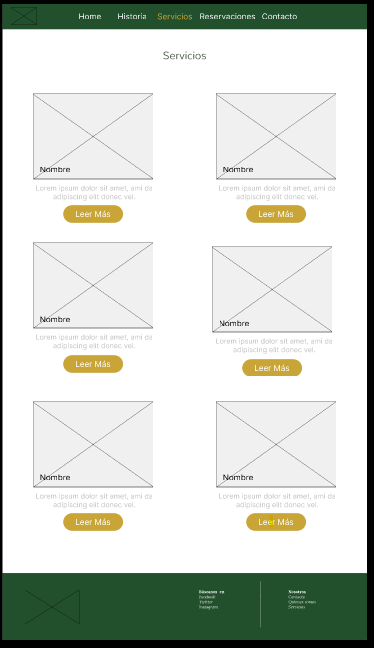 Home Historia Servicios Reservaciones Contacto
Servicios
Nombre
Lorem ipsum dolor sit amet, ami da
adipiscing elit donec vel.
Leer Más
Nombre
Lorem ipsum dolor sit amet, ami da
adipiscing elit donec vel.
Leer Más
Nombre
Lorem ipsum dolor sit amet, ami da
adipiscing elit donec vel.
Leer Más
Nombre
Lorem ipsum dolor sit amet, ami da
adipiscing elit donec vel.
Leer Más
Nombre
Lorem ipsum dolor sit amet, ami da
adipiscing elit donec vel.
Leer Más
Nombre
Lorem ipsum dolor sit amet, ami da
adipiscing elit donec vel.
Leer Más
Búscanos en
Facebook
Twitter
Instagram
Nosotros
Contacto
Quienes somos
Servicios